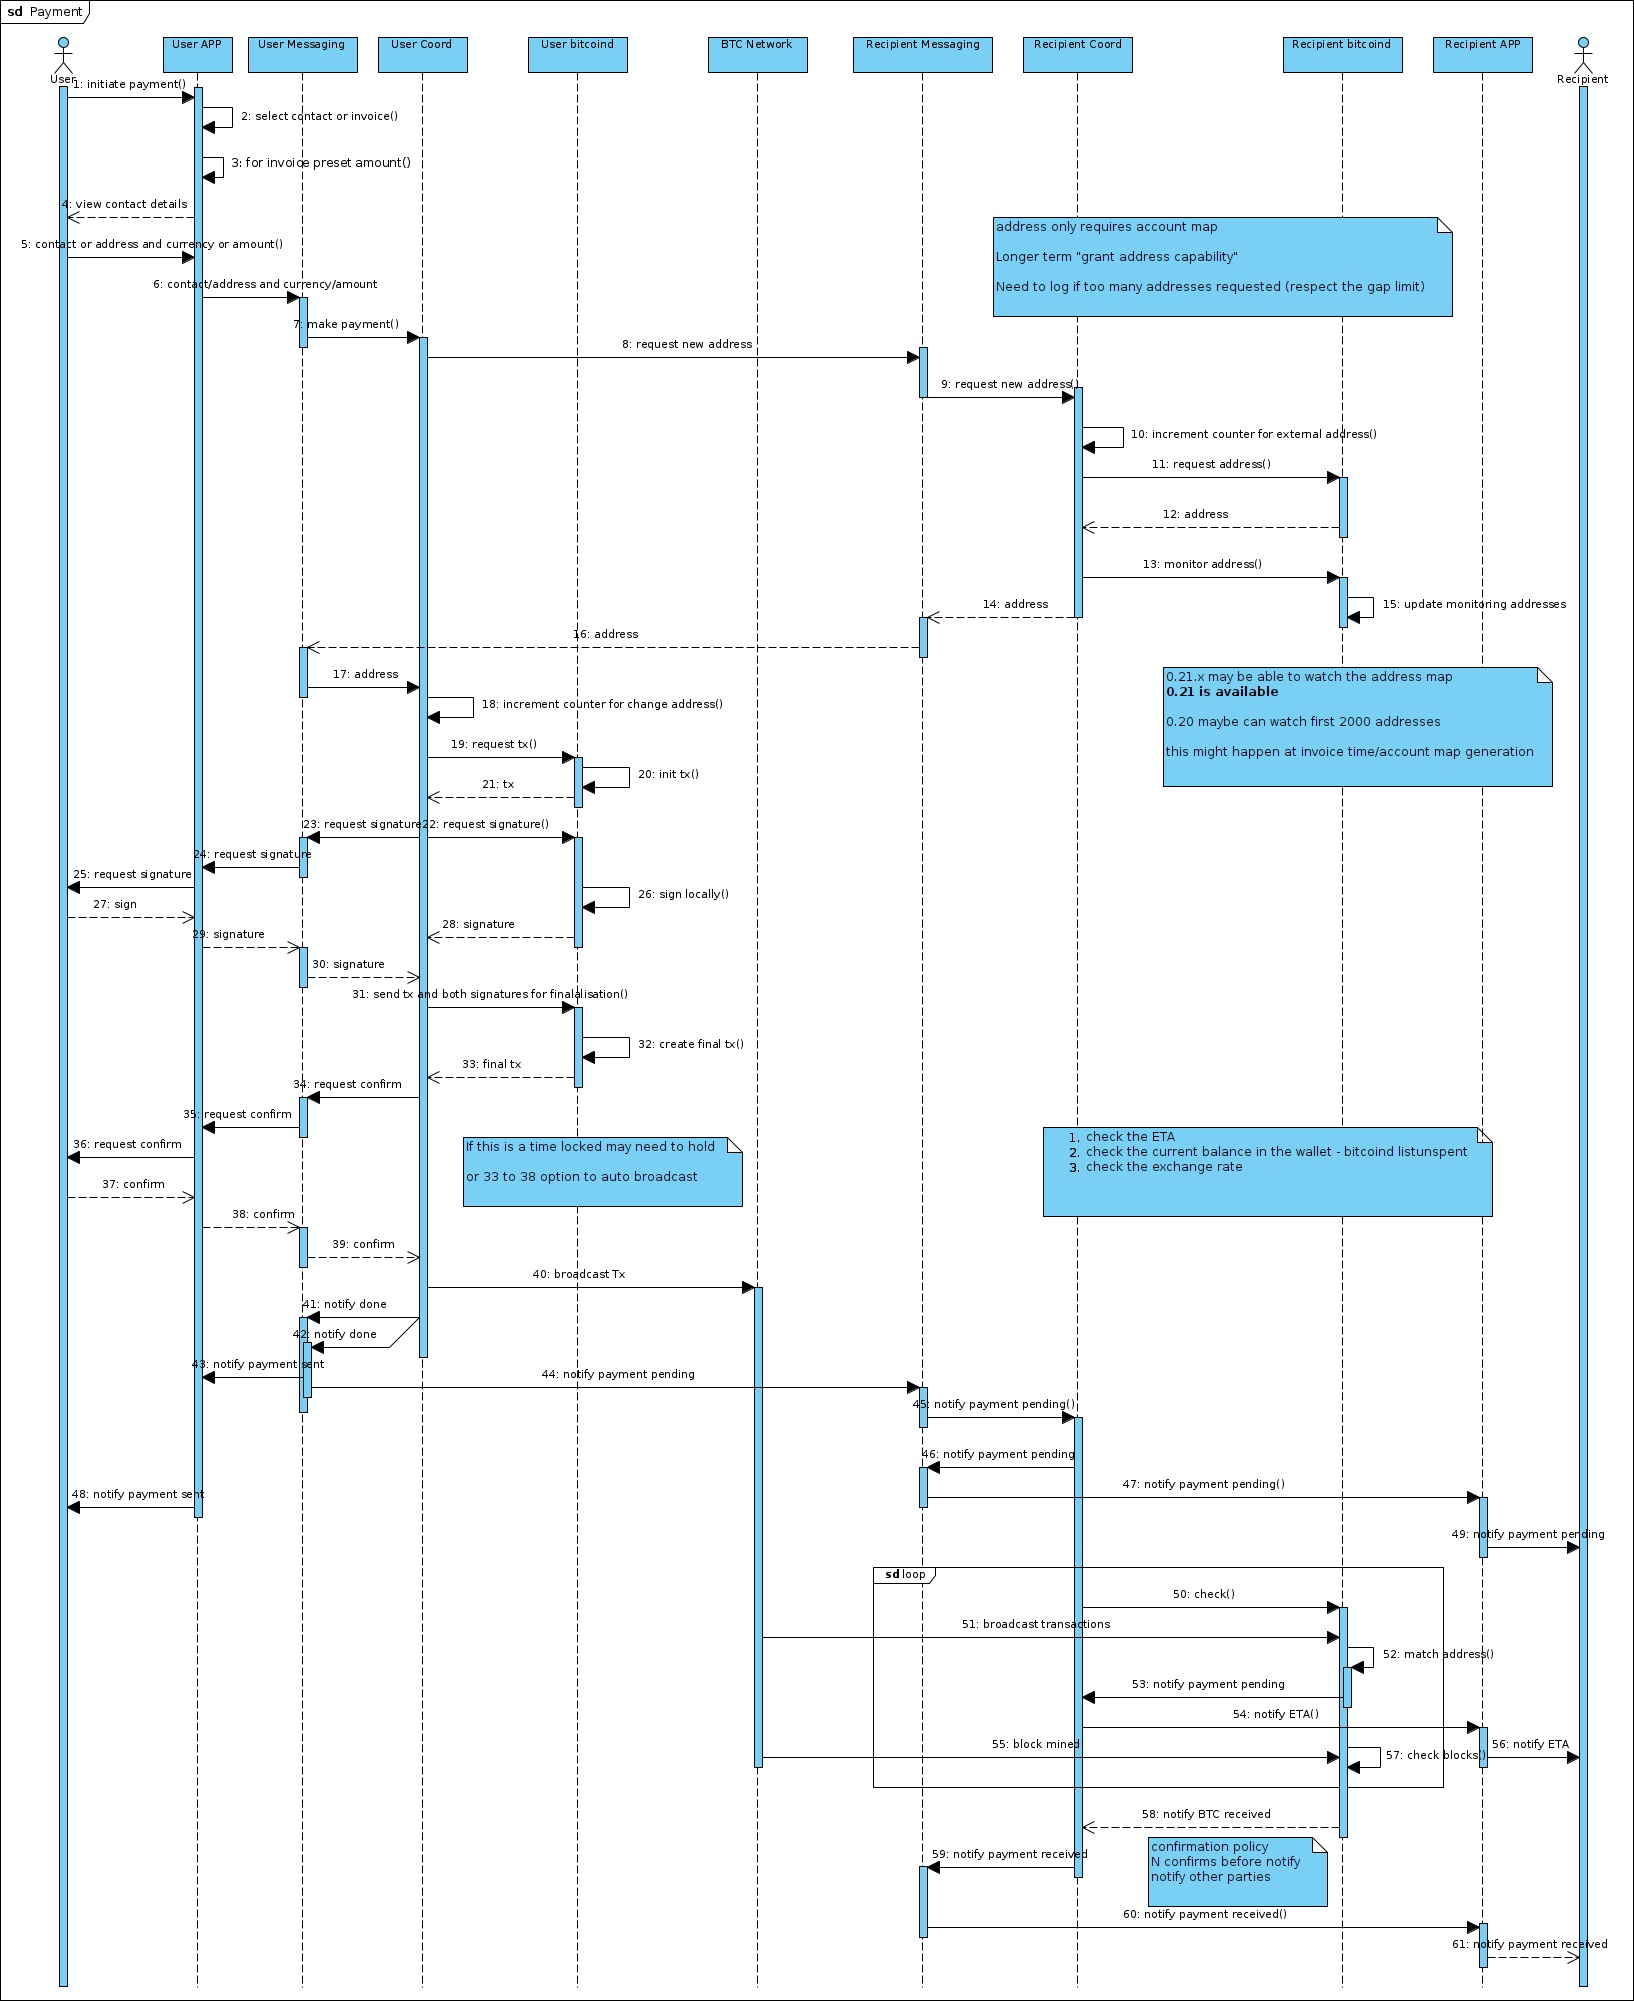 sd Payment
User
User APP
User Messaging
User Coord
User bitcoind
BTC Network
Recipient Messaging
Recipient Coord
Recipient bitcoind
Recipient APP
Recipient
1: initiate payment()
2: select contact or invoice()
3: for invoice preset amount()
4: view contact details
address only requires account map
Longer term "grant address capability"
Need to log if too many addresses requested (respect the gap limit)
5: contact or address and currency or amount()
6: contact/address and currency/amount
7: make payment()
8: request new address
9: request new address()
10: increment counter for external address()
11: request address()
12: address
13: monitor address()
14: address
15: update monitoring addresses
16: address
17: address
0.21.x may be able to watch the address map
0.21 is available
0.20 maybe can watch first 2000 addresses
this might happen at invoice time/account map generation
18: increment counter for change address()
19: request tx()
20: init tx()
21: tx
23: request signature
22: request signature()
24: request signature
25: request signature
26: sign locally()
27: sign
28: signature
29: signature
30: signature
31: send tx and both signatures for finalalisation()
32: create final tx()
33: final tx
34: request confirm
35: request confirm
36: request confirm
If this is a time locked may need to hold
or 33 to 38 option to auto broadcast
1. check the ETA
2. check the current balance in the wallet - bitcoind listunspent
3. check the exchange rate
37: confirm
38: confirm
39: confirm
40: broadcast Tx
41: notify done
42: notify done
43: notify payment sent
44: notify payment pending
45: notify payment pending()
46: notify payment pending
47: notify payment pending()
48: notify payment sent
49: notify payment pending
sd loop
50: check()
51: broadcast transactions
52: match address()
53: notify payment pending
54: notify ETA()
55: block mined
56: notify ETA
57: check blocks()
58: notify BTC received
confirmation policy
N confirms before notify
notify other parties
59: notify payment received
60: notify payment received()
61: notify payment received